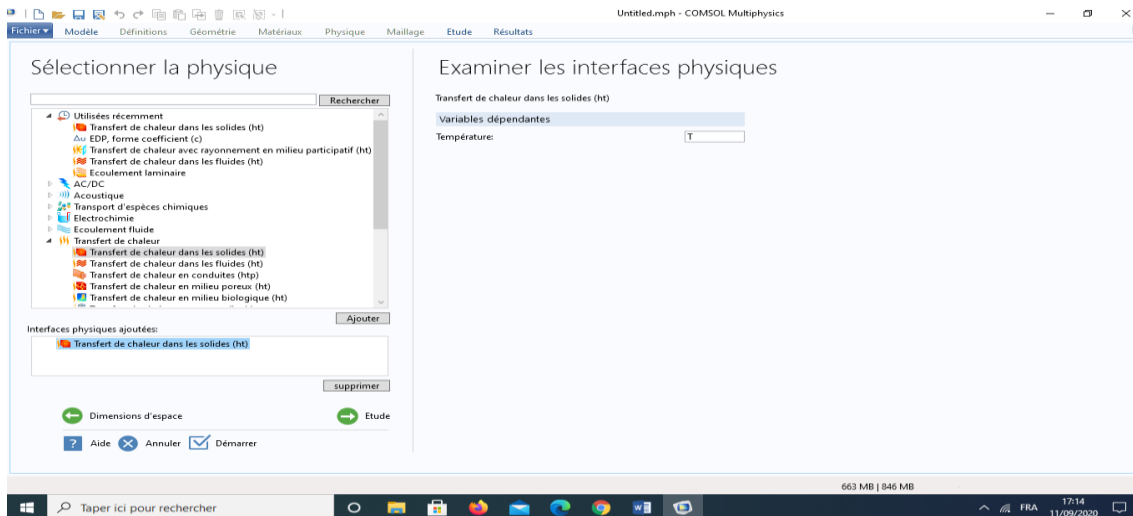 Untitled.mph - COMSOL Multiphysics
Fichier Modèle Définitions Géométrie Matériaux Physique Maillage Etude Résultats
Sélectionner la physique
Rechercher
Utilisées récemment
Transfert de chaleur dans les solides (ht)
Δu EDP, forme coefficient (c)
Transfert de chaleur avec rayonnement en milieu participatif (ht)
Transfert de chaleur dans les fluides (ht)
Ecoulement laminaire
AC/DC
Acoustique
Transport d'espèces chimiques
Electrochimie
Ecoulement fluide
Transfert de chaleur
Transfert de chaleur dans les solides (ht)
Transfert de chaleur dans les fluides (ht)
Transfert de chaleur en conduites (htp)
Transfert de chaleur en milieu poreux (ht)
Transfert de chaleur en milieu biologique (ht)
Ajouter
Interfaces physiques ajoutées:
Transfert de chaleur dans les solides (ht)
supprimer
Dimensions d'espace
Etude
? Aide Annuler Démarrer
Examiner les interfaces physiques
Transfert de chaleur dans les solides (ht)
Variables dépendantes
Température: T
663 MB | 846 MB
Taper ici pour rechercher
FRA
17:14
11/09/2020